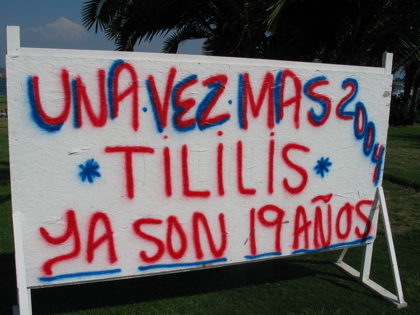 UNA·VEZ·MAS 2004
*TILILIS*
YA SON 19 AÑOS